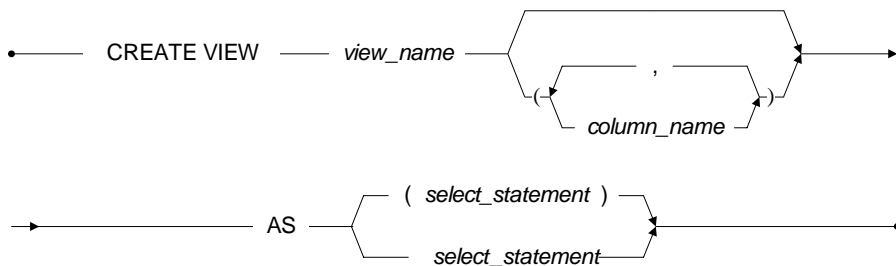 ,
CREATE VIEW view_name ( )
column_name
( select_statement )
AS
select_statement